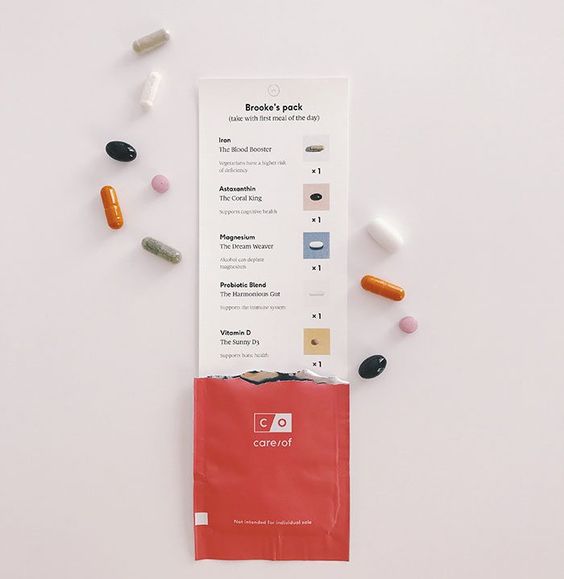 Brooke's pack
(take with first meal of the day)
Iron
The Blood Booster
Vegetarians have a higher risk
of deficiency
× 1
Astaxanthin
The Coral King
Supports cognitive health
× 1
Magnesium
The Dream Weaver
Alcohol can deplete
magnesium
× 1
Probiotic Blend
The Harmonious Gut
Supports the immune system
× 1
Vitamin D
The Sunny D3
Supports bone health
× 1
C/O
care/of
Not intended for individual sale